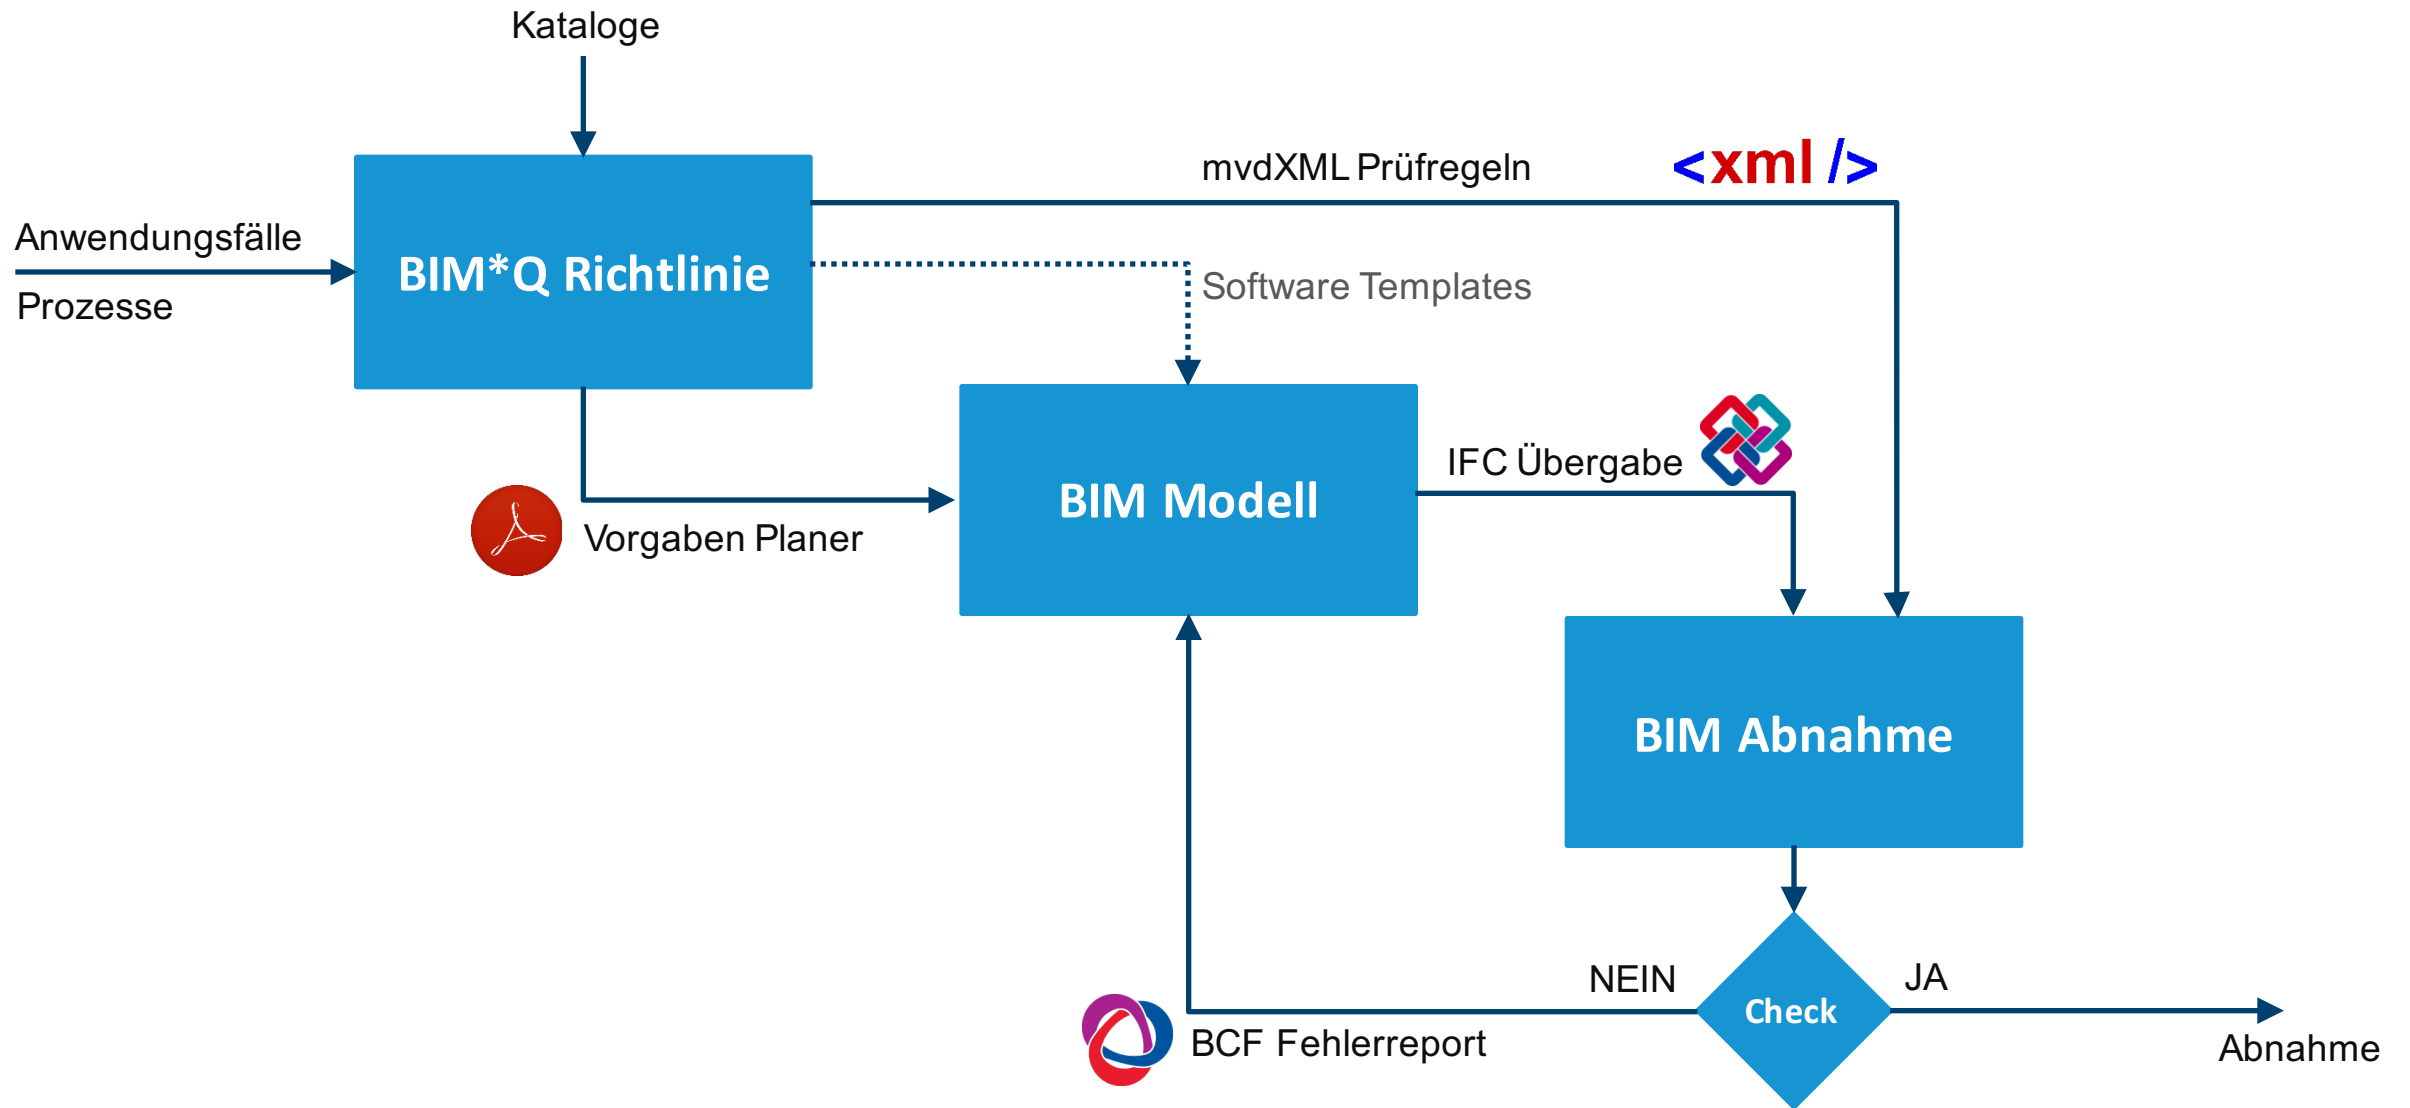 Kataloge
mvdXML Prüfregeln
<xml />
Anwendungsfälle
Prozesse
BIM*Q Richtlinie
Software Templates
IFC Übergabe
BIM Modell
Vorgaben Planer
BIM Abnahme
NEIN
JA
Check
BCF Fehlerreport
Abnahme